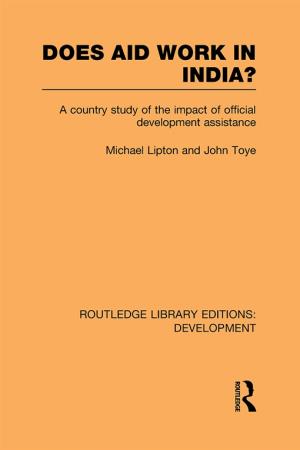 DOES AID WORK IN
INDIA?
A country study of the impact of official
development assistance
Michael Lipton and John Toye
ROUTLEDGE LIBRARY EDITIONS:
DEVELOPMENT
ROUTLEDGE